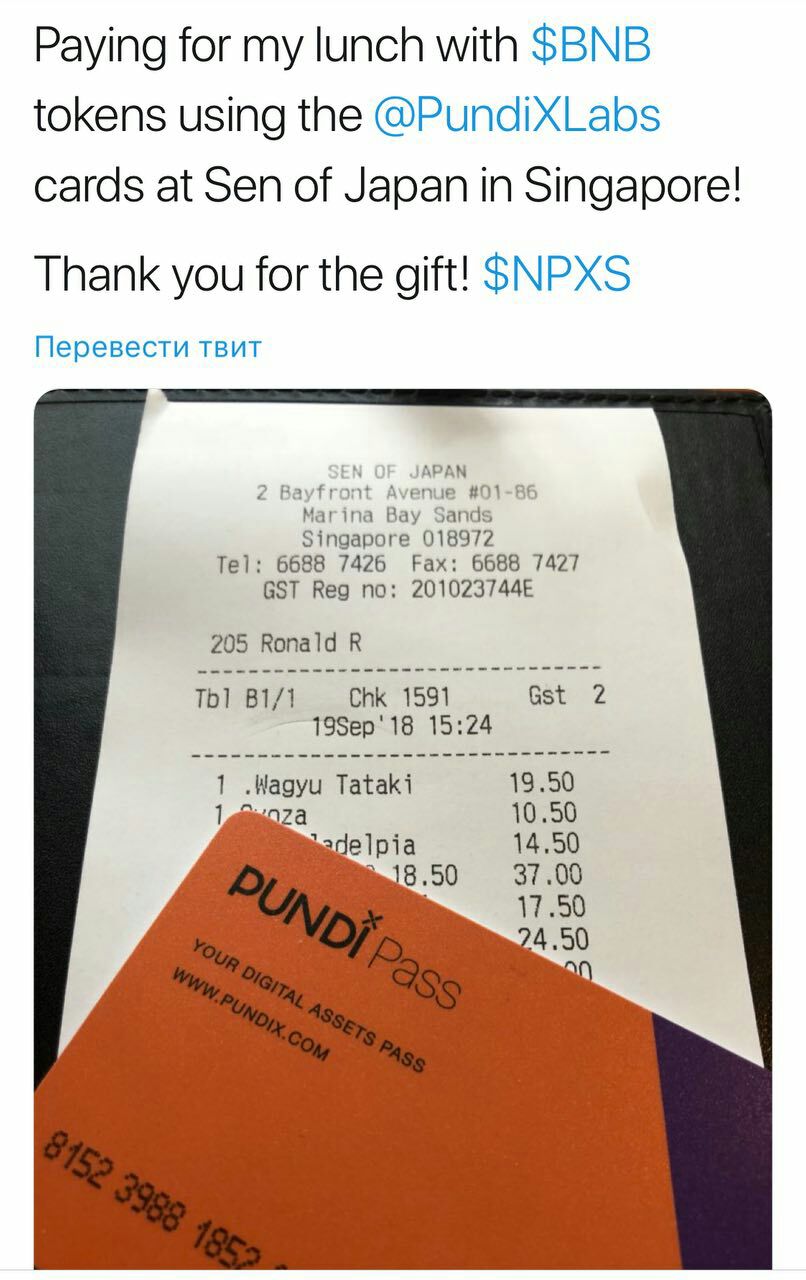 Paying for my lunch with $BNB
tokens using the @PundiXLabs
cards at Sen of Japan in Singapore!
Thank you for the gift! $NPXS
Перевести твит
SEN OF JAPAN
2 Bayfront Avenue #01-86
Marina Bay Sands
Singapore 018972
Tel: 6688 7426 Fax: 6688 7427
GST Reg no: 201023744E
205 Ronald R
Tbl B1/1 Chk 1591 Gst 2
19Sep'18 15:24
1 .Wagyu Tataki 19.50
1 10.50
14.50
18.50 37.00
17.50
24.50
PUNDI X Pass
YOUR DIGITAL ASSETS PASS
WWW.PUNDIX.COM
8152 3988 1852